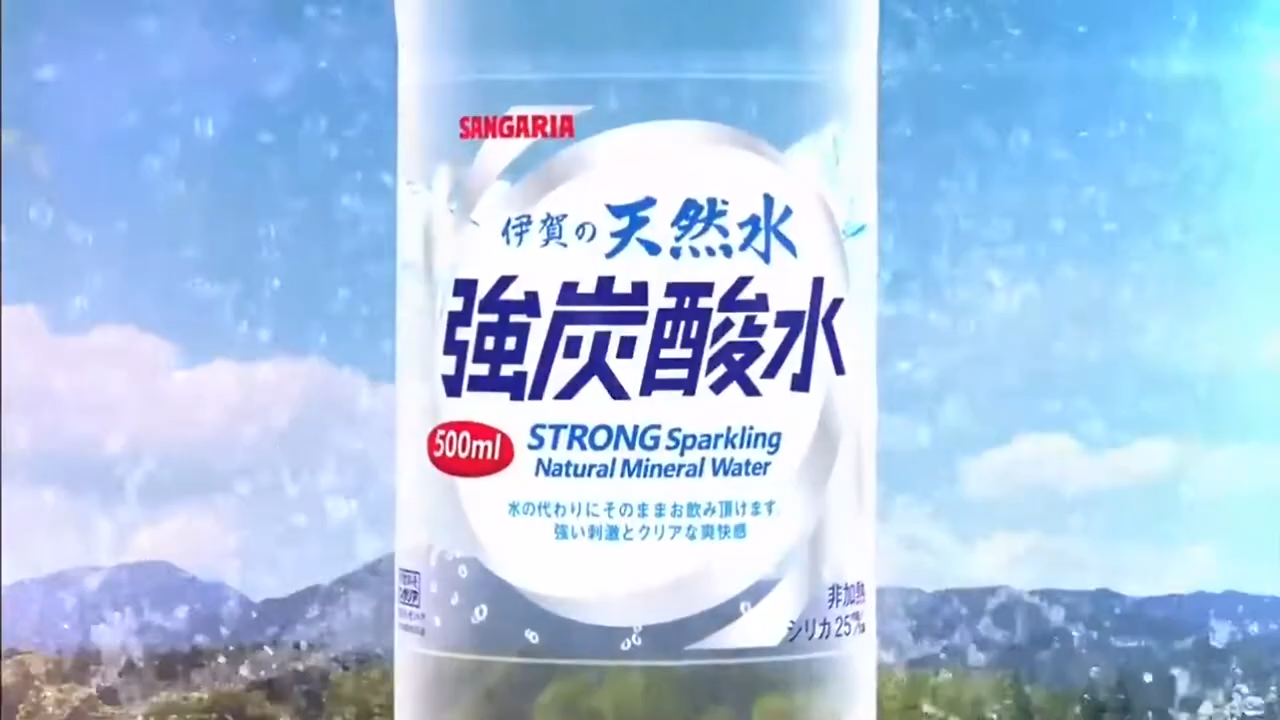 SANGARIA
伊賀の天然水
強炭酸水
500ml
STRONG Sparkling
Natural Mineral Water
水の代わりにそのままお飲み頂けます。
強い刺激とクリアな爽快感
非加熱
シリカ25